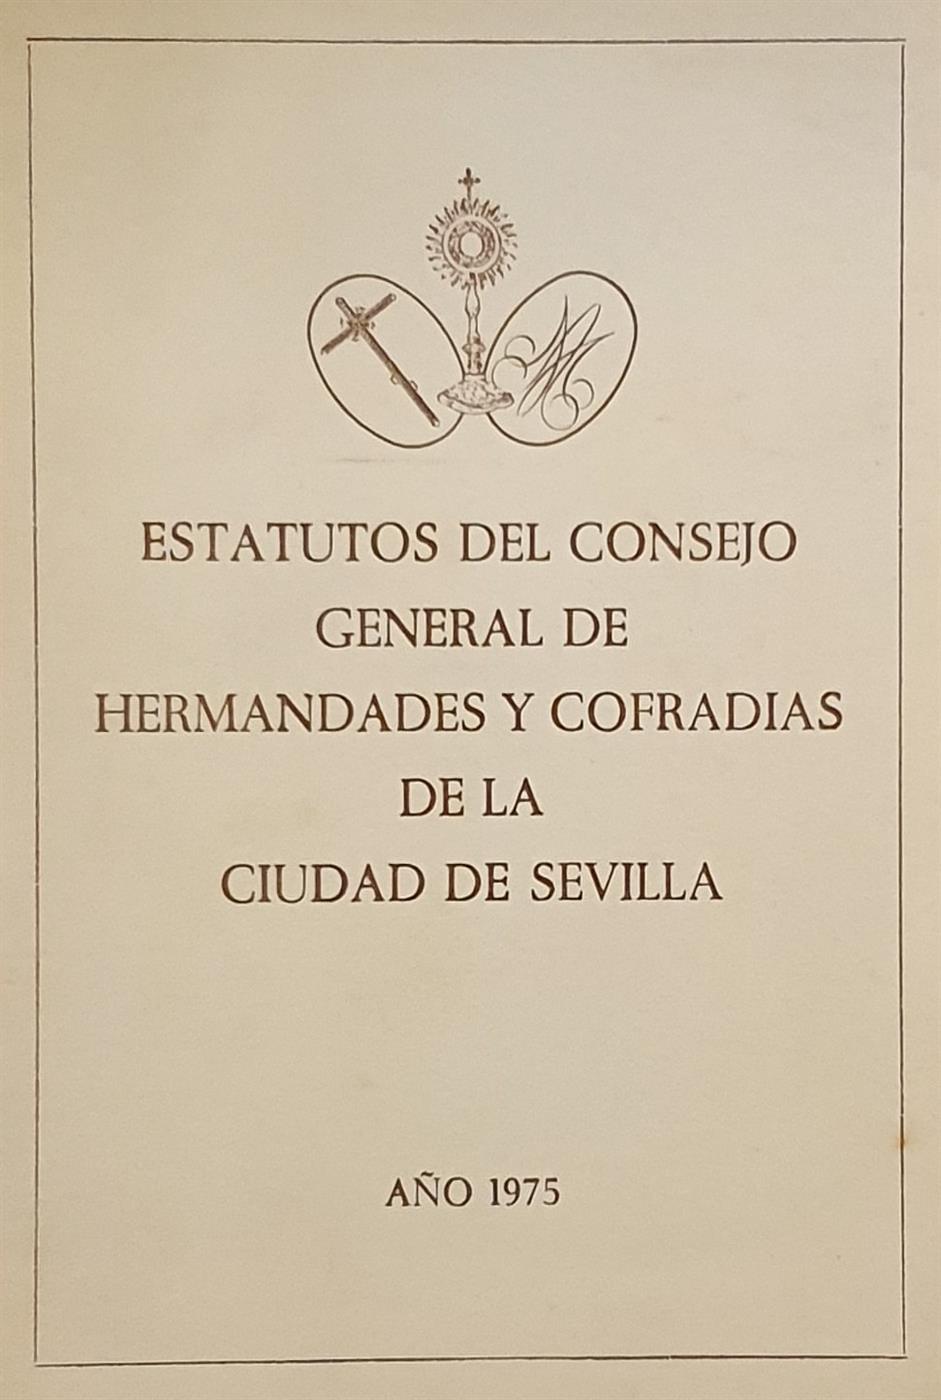 ESTATUTOS DEL CONSEJO
GENERAL DE
HERMANDADES Y COFRADIAS
DE LA
CIUDAD DE SEVILLA
AÑO 1975